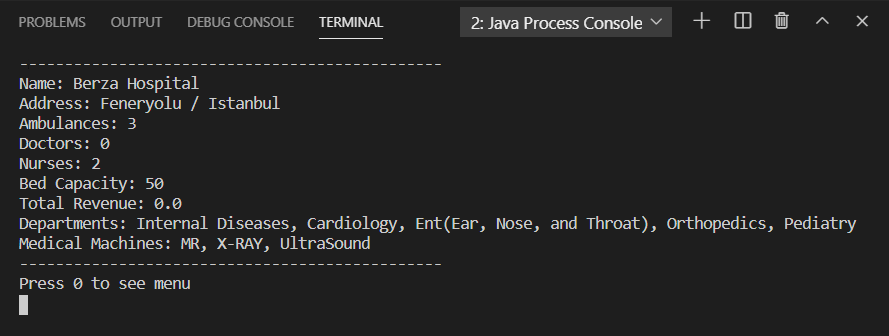 PROBLEMS OUTPUT DEBUG CONSOLE TERMINAL 2: Java Process Console
-----------------------------------------------
Name: Berza Hospital
Address: Feneryolu / Istanbul
Ambulances: 3
Doctors: 0
Nurses: 2
Bed Capacity: 50
Total Revenue: 0.0
Departments: Internal Diseases, Cardiology, Ent(Ear, Nose, and Throat), Orthopedics, Pediatry
Medical Machines: MR, X-RAY, UltraSound
-----------------------------------------------
Press 0 to see menu